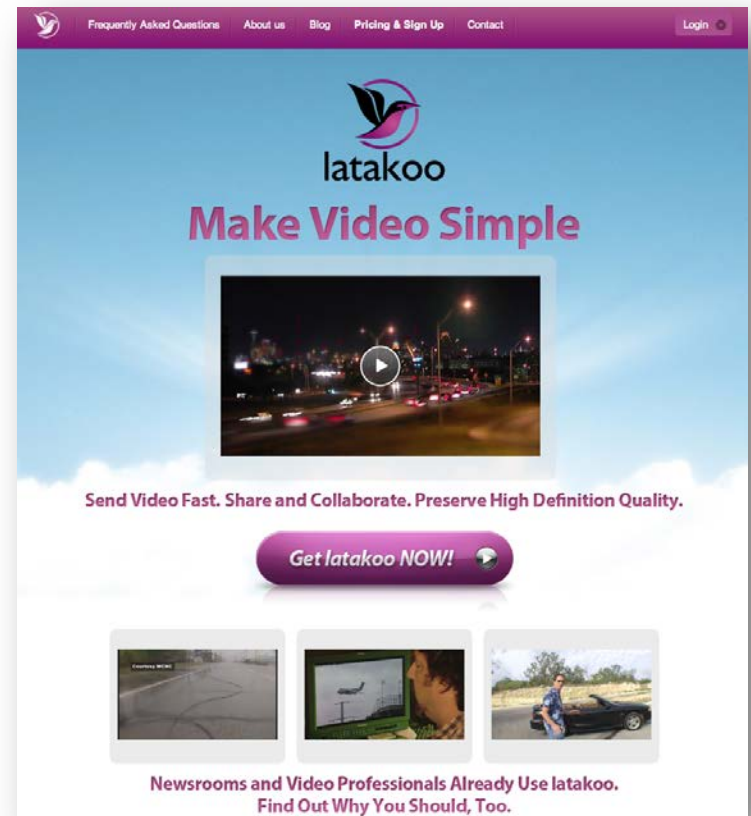 Frequently Asked Questions About us Blog Pricing & Sign Up Contact Login
latakoo
Make Video Simple
Send Video Fast. Share and Collaborate. Preserve High Definition Quality.
Get latakoo NOW!
Courtesy WCNC
Newsrooms and Video Professionals Already Use latakoo.
Find Out Why You Should, Too.